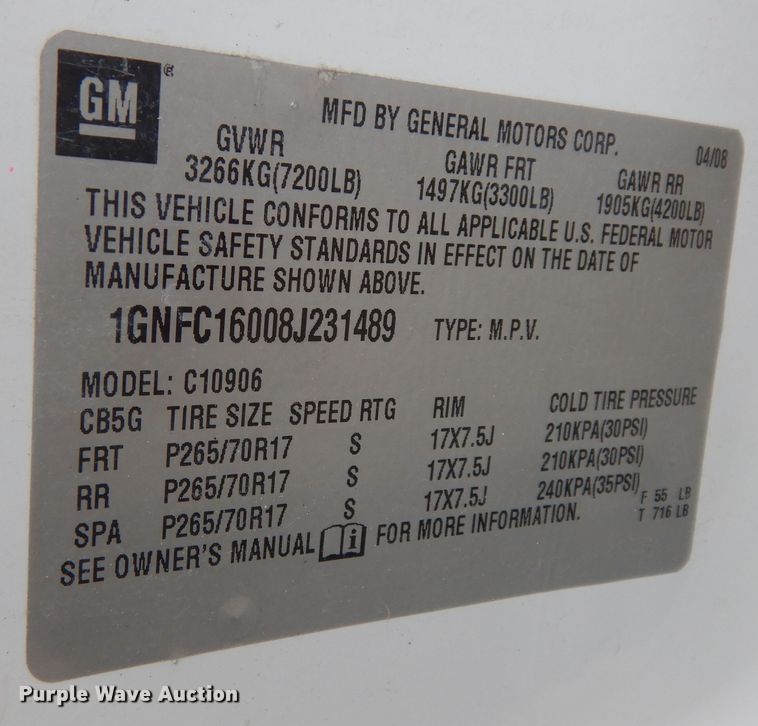 GM ®
MFD BY GENERAL MOTORS CORP. 04/08
GVWR GAWR FRT GAWR RR
3266KG(7200LB) 1497KG(3300LB) 1905KG(4200LB)
THIS VEHICLE CONFORMS TO ALL APPLICABLE U.S. FEDERAL MOTOR
VEHICLE SAFETY STANDARDS IN EFFECT ON THE DATE OF
MANUFACTURE SHOWN ABOVE.
1GNFC16008J231489 TYPE: M.P.V.
MODEL: C10906
CB5G TIRE SIZE SPEED RTG RIM COLD TIRE PRESSURE
FRT P265/70R17 S 17X7.5J 210KPA(30PSI)
RR P265/70R17 S 17X7.5J 210KPA(30PSI)
SPA P265/70R17 S 17X7.5J 240KPA(35PSI) F 55 LB
T 716 LB
SEE OWNER'S MANUAL i FOR MORE INFORMATION.
Purple Wave Auction